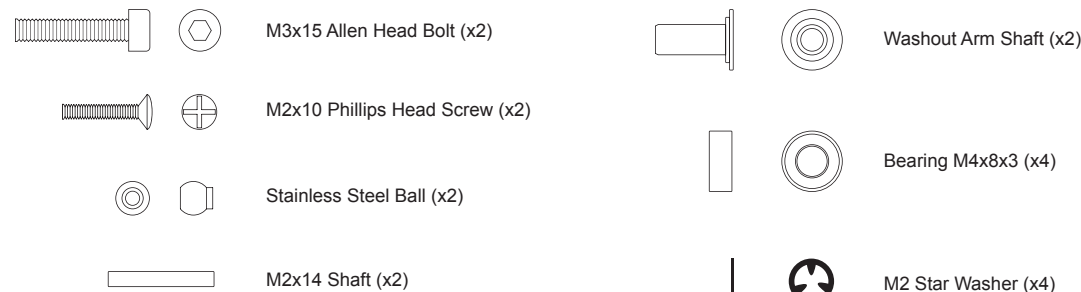 M3x15 Allen Head Bolt (x2)
M2x10 Phillips Head Screw (x2)
Stainless Steel Ball (x2)
M2x14 Shaft (x2)
Washout Arm Shaft (x2)
Bearing M4x8x3 (x4)
M2 Star Washer (x4)